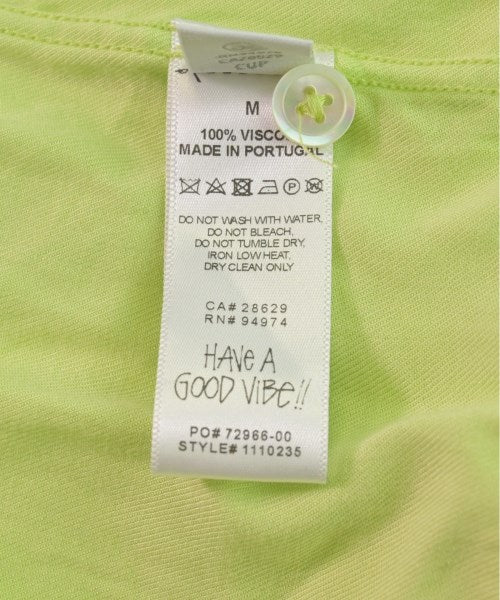 M
100% VISCO
MADE IN PORTUGAL
DO NOT WASH WITH WATER,
DO NOT BLEACH,
DO NOT TUMBLE DRY,
IRON LOW HEAT,
DRY CLEAN ONLY
CA# 28629
RN# 94974
HAVE A
GOOD VIBE!!
PO# 72966-00
STYLE# 1110235